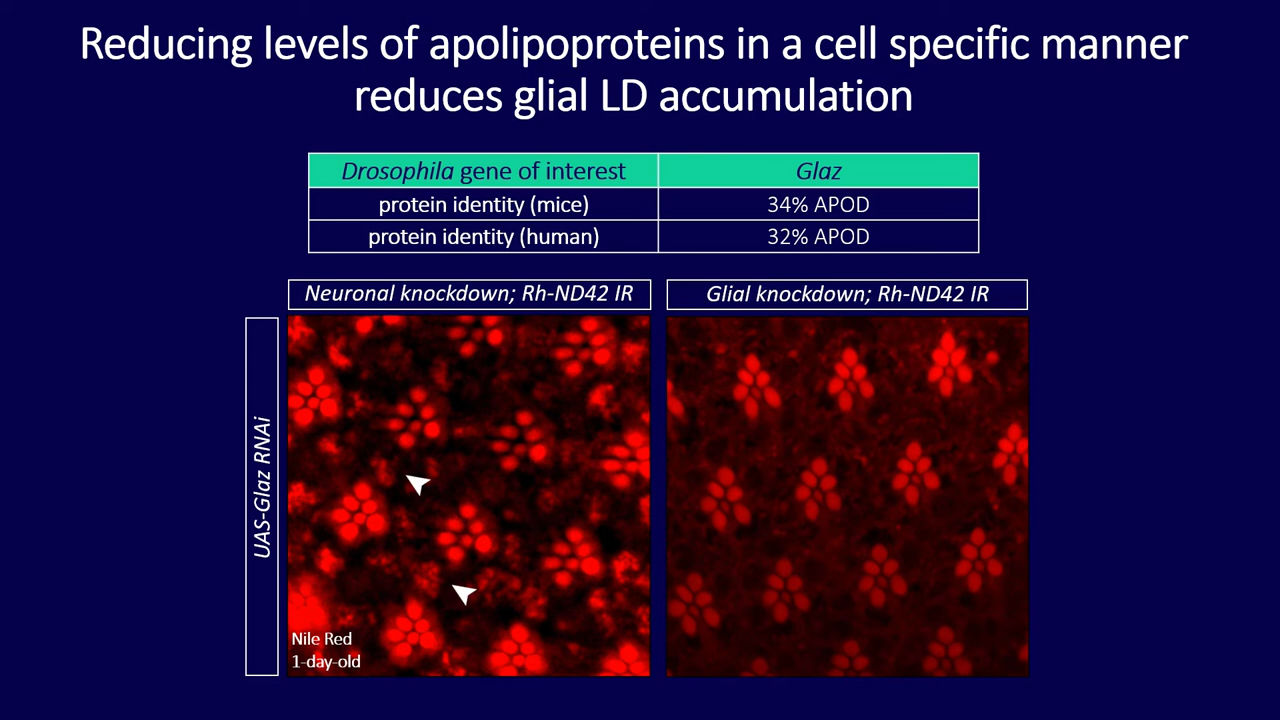 Reducing levels of apolipoproteins in a cell specific manner
reduces glial LD accumulation
Drosophila gene of interest Glaz
protein identity (mice) 34% APOD
protein identity (human) 32% APOD
Neuronal knockdown; Rh-ND42 IR Glial knockdown; Rh-ND42 IR
UAS-Glaz RNAi
Nile Red
1-day-old